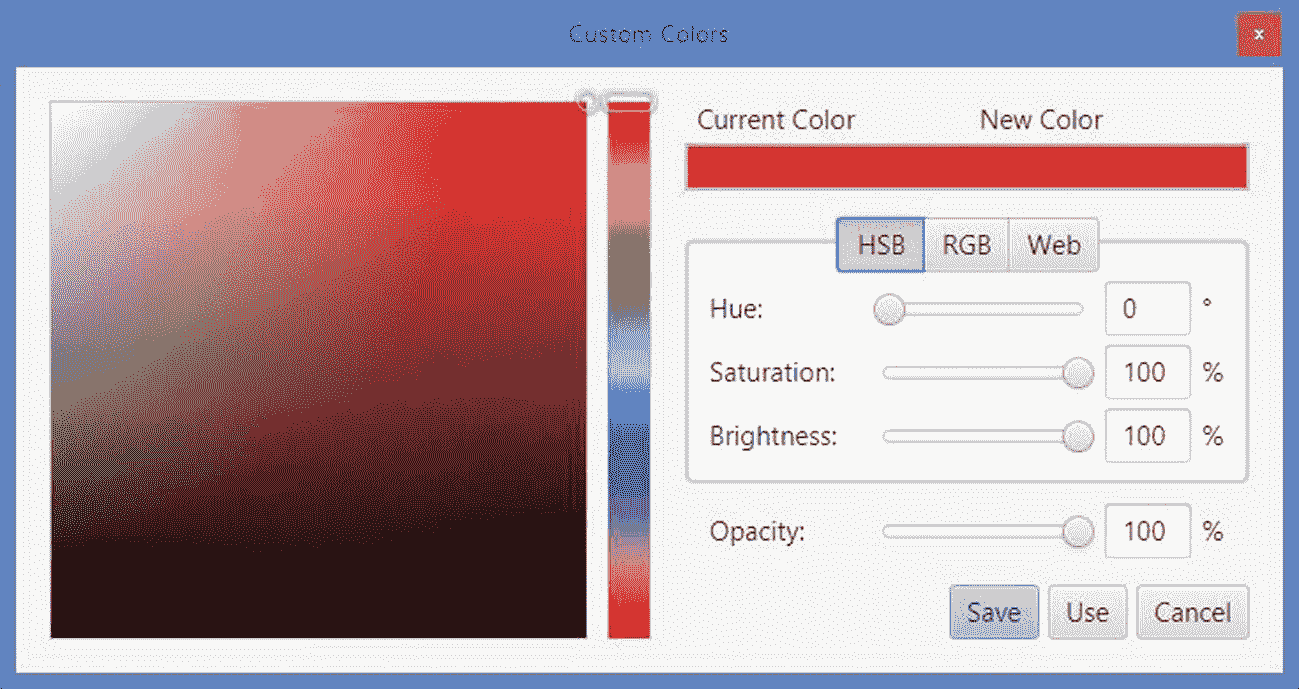 Custom Colors
x
Current Color New Color
HSB RGB Web
Hue: 0 °
Saturation: 100 %
Brightness: 100 %
Opacity: 100 %
Save Use Cancel